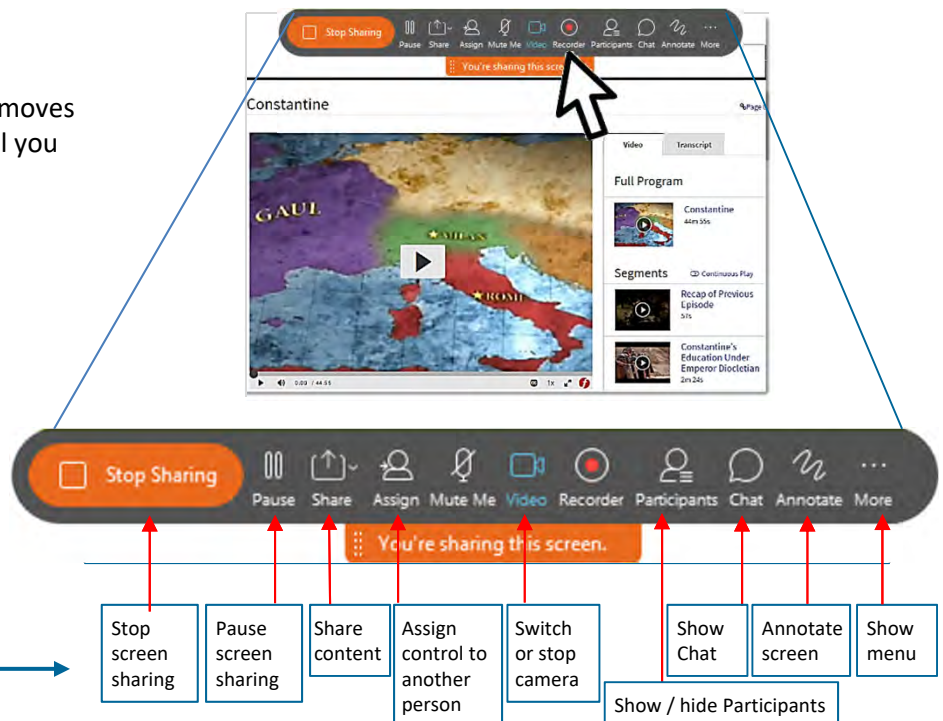 Stop Sharing
Pause Share Assign Mute Me Video Recorder Participants Chat Annotate More
You're sharing this
moves
l you
Constantine
Page
Video Transcript
Full Program
Constantine
44m 55s
Segments Continuous Play
Recap of Previous
Episode
51s
Constantine's
Education Under
Emperor Diocletian
2m 24s
GAUL
MILAN
ROME
0:00 / 44:55
1x
Stop Sharing
Pause Share Assign Mute Me Video Recorder Participants Chat Annotate More
You're sharing this screen.
Stop
screen
sharing
Pause
screen
sharing
Share
content
Assign
control to
another
person
Switch
or stop
camera
Show
Chat
Annotate
screen
Show
menu
Show / hide Participants